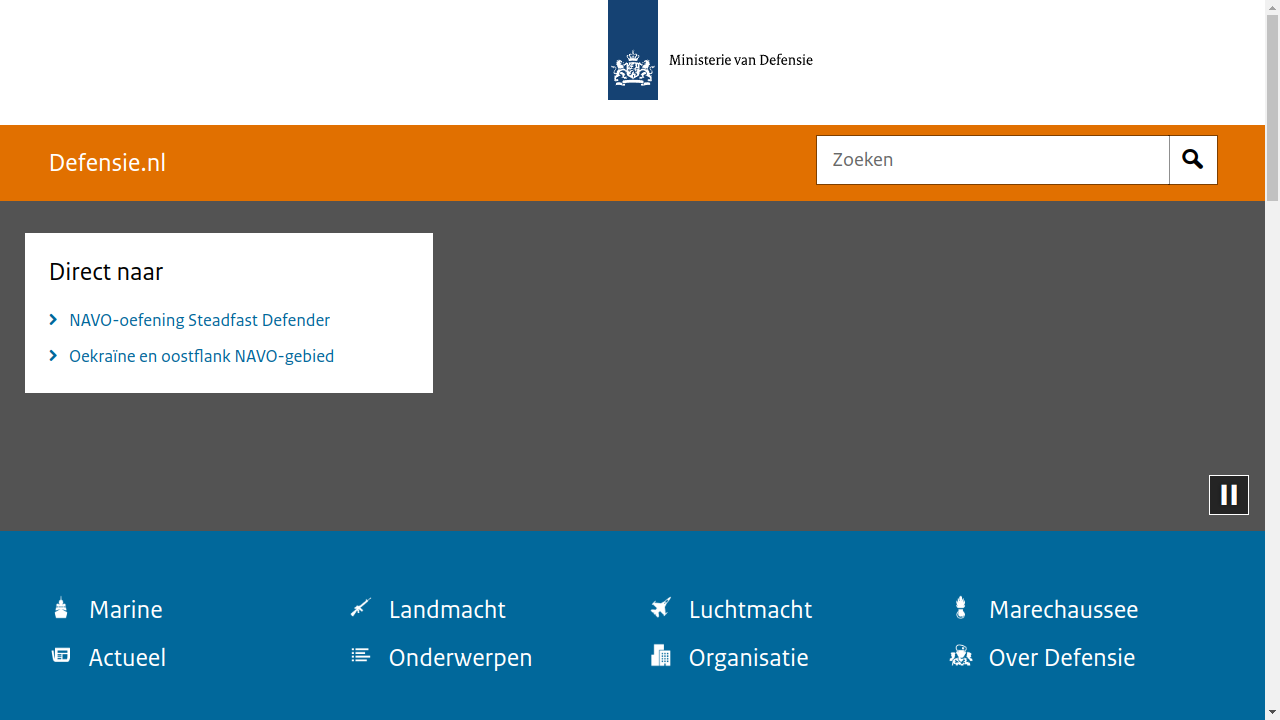 Ministerie van Defensie
Defensie.nl
Zoeken
Direct naar
NAVO-oefening Steadfast Defender
Oekraïne en oostflank NAVO-gebied
Marine
Landmacht
Luchtmacht
Marechaussee
Actueel
Onderwerpen
Organisatie
Over Defensie